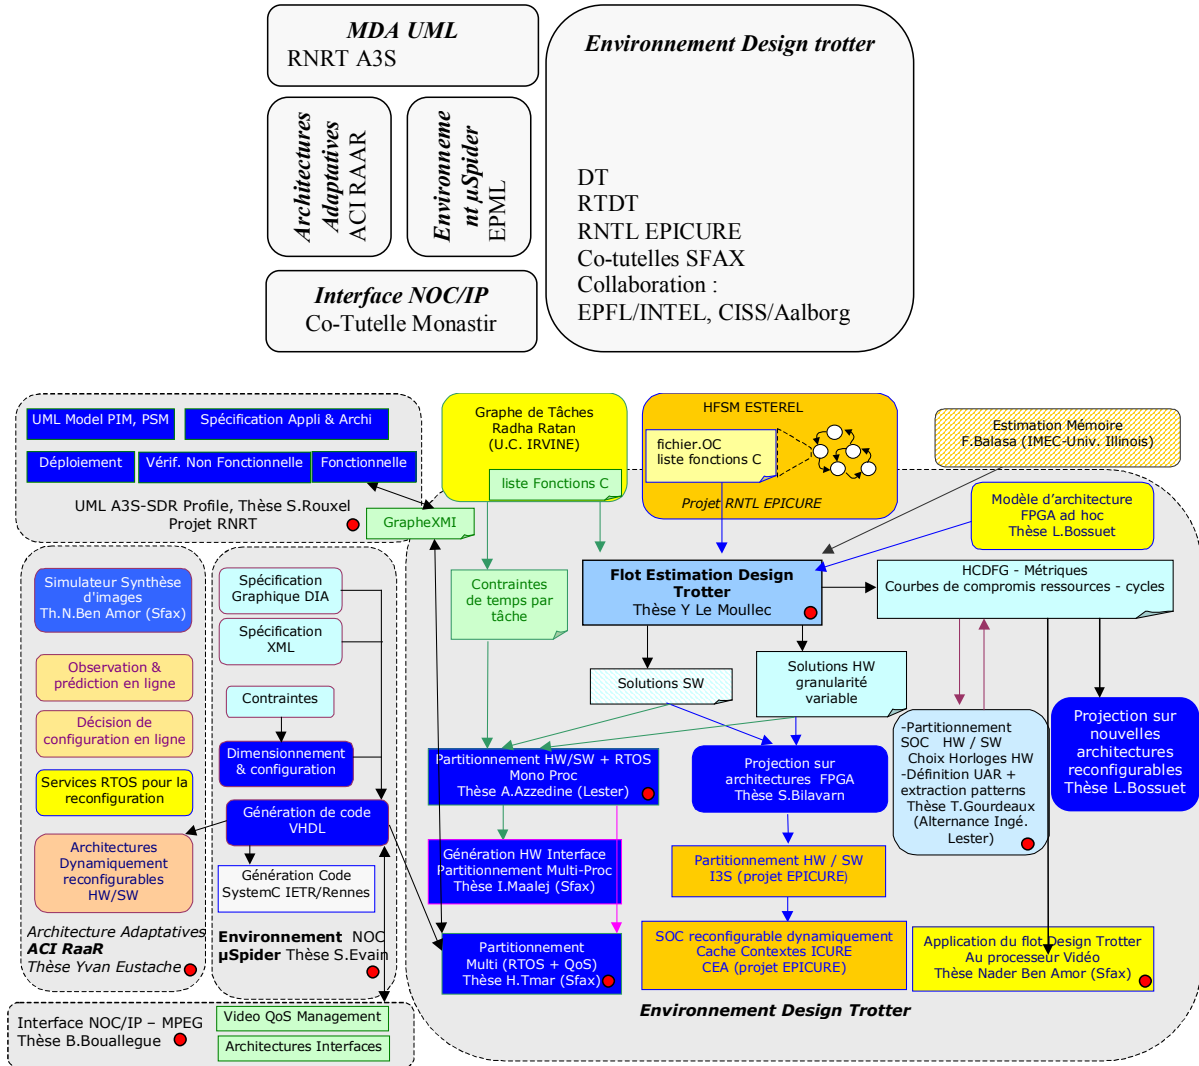 MDA UML
RNRT A3S
Environnement Design trotter
Architectures
Adaptatives
ACI RAAR
Environneme
nt µSpider
EPML
DT
RTDT
RNTL EPICURE
Co-tutelles SFAX
Collaboration :
EPFL/INTEL, CISS/Aalborg
Interface NOC/IP
Co-Tutelle Monastir
UML Model PIM, PSM
Spécification Appli & Archi
Déploiement
Vérif. Non Fonctionnelle
Fonctionnelle
UML A3S-SDR Profile, Thèse S.Rouxel
Projet RNRT
GrapheXMI
Graphe de Tâches
Radha Ratan
(U.C. IRVINE)
liste Fonctions C
HFSM ESTEREL
fichier.OC
liste fonctions C
Projet RNTL EPICURE
Estimation Mémoire
F.Balasa (IMEC-Univ. Illinois)
Modèle d'architecture
FPGA ad hoc
Thèse L.Bossuet
Simulateur Synthèse
d'images
Th.N.Ben Amor (Sfax)
Observation &
prédiction en ligne
Décision de
configuration en ligne
Services RTOS pour la
reconfiguration
Architectures
Dynamiquement
reconfigurables
HW/SW
Architecture Adaptatives
ACI RaaR
Thèse Yvan Eustache
Spécification
Graphique DIA
Spécification
XML
Contraintes
Dimensionnement
& configuration
Génération de code
VHDL
Génération Code
SystemC IETR/Rennes
Environnement NOC
µSpider Thèse S.Evain
Contraintes
de temps par
tâche
Flot Estimation Design
Trotter
Thèse Y Le Moullec
HCDFG - Métriques
Courbes de compromis ressources - cycles
Solutions SW
Solutions HW
granularité
variable
Partitionnement HW/SW + RTOS
Mono Proc
Thèse A.Azzedine (Lester)
Projection sur
architectures FPGA
Thèse S.Bilavarn
-Partitionnement
SOC HW / SW
Choix Horloges HW
-Définition UAR +
extraction patterns
Thèse T.Gourdeaux
(Alternance Ingé.
Lester)
Projection sur
nouvelles
architectures
reconfigurables
Thèse L.Bossuet
Génération HW Interface
Partitionnement Multi-Proc
Thèse I.Maalej (Sfax)
Partitionnement HW / SW
I3S (projet EPICURE)
Partitionnement
Multi (RTOS + QoS)
Thèse H.Tmar (Sfax)
SOC reconfigurable dynamiquement
Cache Contextes ICURE
CEA (projet EPICURE)
Application du flot Design Trotter
Au processeur Vidéo
Thèse Nader Ben Amor (Sfax)
Environnement Design Trotter
Interface NOC/IP – MPEG
Thèse B.Bouallegue
Video QoS Management
Architectures Interfaces